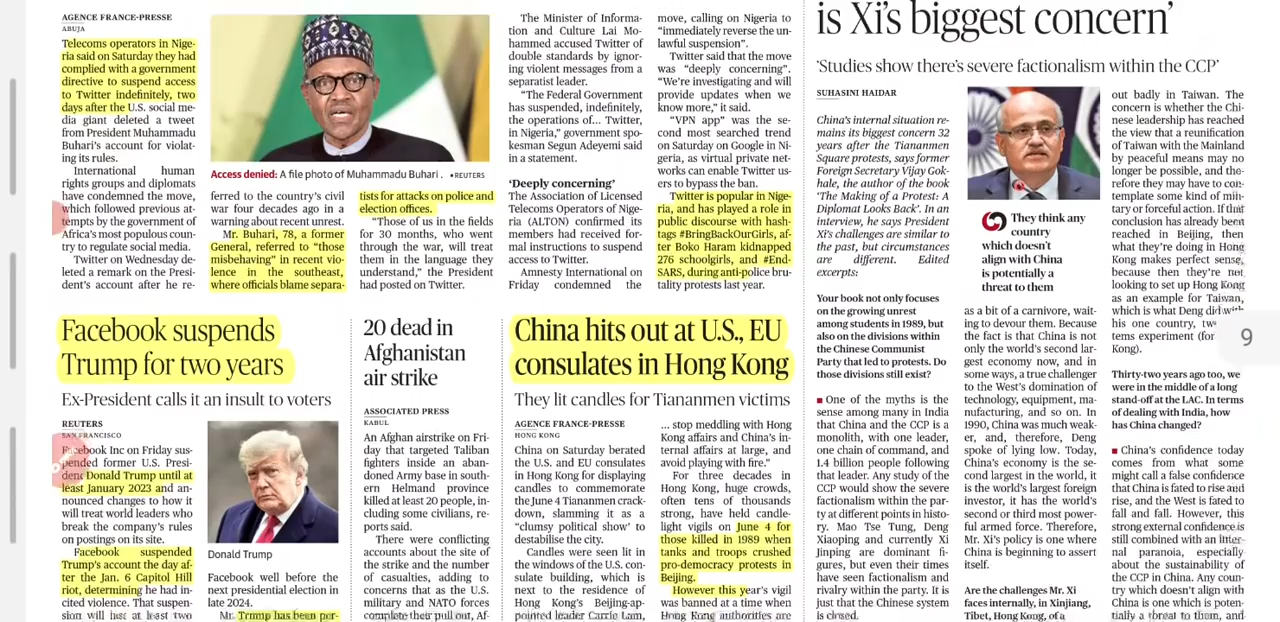 AGENCE FRANCE-PRESSE
ABUJA
Telecoms operators in Nige-
ria said on Saturday they had
complied with a government
directive to suspend access
to Twitter indefinitely, two
days after the U.S. social me-
dia giant deleted a tweet
from President Muhammadu
Buhari's account for violat-
ing its rules.
International human
rights groups and diplomats
have condemned the move,
which followed previous at-
tempts by the government of
Africa's most populous coun-
try to regulate social media.
Twitter on Wednesday de-
leted a remark on the Presi-
dent's account after he re-
Access denied: A file photo of Muhammadu Buhari . •REUTERS
ferred to the country's civil
war four decades ago in a
warning about recent unrest.
Mr. Buhari, 78, a former
General, referred to "those
misbehaving" in recent vio-
lence in the southeast,
where officials blame separa-
tists for attacks on police and
election offices.
"Those of us in the fields
for 30 months, who went
through the war, will treat
them in the language they
understand," the President
had posted on Twitter.
The Minister of Informa-
tion and Culture Lai Mo-
hammed accused Twitter of
double standards by ignor-
ing violent messages from a
separatist leader.
"The Federal Government
has suspended, indefinitely,
the operations of... Twitter,
in Nigeria," government spo-
kesman Segun Adeyemi said
in a statement.
'Deeply concerning'
The Association of Licensed
Telecoms Operators of Nige-
ria (ALTON) confirmed its
members had received for-
mal instructions to suspend
access to Twitter.
Amnesty International on
Friday condemned the
move, calling on Nigeria to
"immediately reverse the un-
lawful suspension".
Twitter said that the move
was "deeply concerning".
"We're investigating and will
provide updates when we
know more," it said.
"VPN app" was the se-
cond most searched trend
on Saturday on Google in Ni-
geria, as virtual private net-
works can enable Twitter us-
ers to bypass the ban.
Twitter is popular in Nige-
ria, and has played a role in
public discourse with hash-
tags #BringBackOurGirls, af-
ter Boko Haram kidnapped
276 schoolgirls, and #End-
SARS, during anti-police bru-
tality protests last year.
Facebook suspends
Trump for two years
Ex-President calls it an insult to voters
REUTERS
SAN FRANCISCO
Facebook Inc on Friday sus-
pended former U.S. Presi-
dent Donald Trump until at
least January 2023 and an-
nounced changes to how it
will treat world leaders who
break the company's rules
on postings on its site.
Facebook suspended
Trump's account the day af-
ter the Jan. 6 Capitol Hill
riot, determining he had in-
cited violence. That suspen-
sion will last at least two
Donald Trump
Facebook well before the
next presidential election in
late 2024.
Mr. Trump has been per-
20 dead in
Afghanistan
air strike
ASSOCIATED PRESS
KABUL
An Afghan airstrike on Fri-
day that targeted Taliban
fighters inside an aban-
doned Army base in south-
ern Helmand province
killed at least 20 people, in-
cluding some civilians, re-
ports said.
There were conflicting
accounts about the site of
the strike and the number
of casualties, adding to
concerns that as the U.S.
military and NATO forces
complete their pull out, Af-
China hits out at U.S., EU
consulates in Hong Kong
They lit candles for Tiananmen victims
AGENCE FRANCE-PRESSE
HONG KONG
China on Saturday berated
the U.S. and EU consulates
in Hong Kong for displaying
candles to commemorate
the June 4 Tiananmen crack-
down, slamming it as a
"clumsy political show' to
destabilise the city.
Candles were seen lit in
the windows of the U.S. con-
sulate building, which is
next to the residence of
Hong Kong's Beijing-ap-
pointed leader Carrie Lam,
... stop meddling with Hong
Kong affairs and China's in-
ternal affairs at large, and
avoid playing with fire."
For three decades in
Hong Kong, huge crowds,
often tens of thousands
strong, have held candle-
light vigils on June 4 for
those killed in 1989 when
tanks and troops crushed
pro-democracy protests in
Beijing.
However this year's vigil
was banned at a time when
Hong Kong authorities are
is Xi's biggest concern'
'Studies show there's severe factionalism within the CCP'
SUHASINI HAIDAR
China's internal situation re-
mains its biggest concern 32
years after the Tiananmen
Square protests, says former
Foreign Secretary Vijay Gok-
hale, the author of the book
'The Making of a Protest: A
Diplomat Looks Back'. In an
interview, he says President
Xi's challenges are similar to
the past, but circumstances
are different. Edited
excerpts:
Your book not only focuses
on the growing unrest
among students in 1989, but
also on the divisions within
the Chinese Communist
Party that led to protests. Do
those divisions still exist?
■ One of the myths is the
sense among many in India
that China and the CCP is a
monolith, with one leader,
one chain of command, and
1.4 billion people following
that leader. Any study of the
CCP would show the severe
factionalism within the par-
ty at different points in histo-
ry. Mao Tse Tung, Deng
Xiaoping and currently Xi
Jinping are dominant fi-
gures, but even their times
have seen factionalism and
rivalry within the party. It is
just that the Chinese system
is closed.
They think any
country
which doesn't
align with China
is potentially a
threat to them
as a bit of a carnivore, wait-
ing to devour them. Because
the fact is that China is not
only the world's second lar-
gest economy now, and in
some ways, a true challenger
to the West's domination of
technology, equipment, ma-
nufacturing, and so on. In
1990, China was much weak-
er, and, therefore, Deng
spoke of lying low. Today,
China's economy is the se-
cond largest in the world, it
is the world's largest foreign
investor, it has the world's
second or third most power-
ful armed force. Therefore,
Mr. Xi's policy is one where
China is beginning to assert
itself.
Are the challenges Mr. Xi
faces internally, in Xinjiang,
Tibet, Hong Kong, of a
out badly in Taiwan. The
concern is whether the Chi-
nese leadership has reached
the view that a reunification
of Taiwan with the Mainland
by peaceful means may no
longer be possible, and the-
refore they may have to con-
template some kind of mili-
tary or forceful action. If that
conclusion has already been
reached in Beijing, then
what they're doing in Hong
Kong makes perfect sense,
because then they're not
looking to set up Hong Kong
as an example for Taiwan,
which is what Deng did with
his one country,
tems experiment (for
Kong).
9
Thirty-two years ago too, we
were in the middle of a long
stand-off at the LAC. In terms
of dealing with India, how
has China changed?
■ China's confidence today
comes from what some
might call a false confidence
that China is fated to rise and
rise, and the West is fated to
fall and fall. However, this
strong external confidence is
still combined with an inter-
nal paranoia, especially
about the sustainability of
the CCP in China. Any coun-
try which doesn't align with
China is one which is poten-
tially a threat to them, and